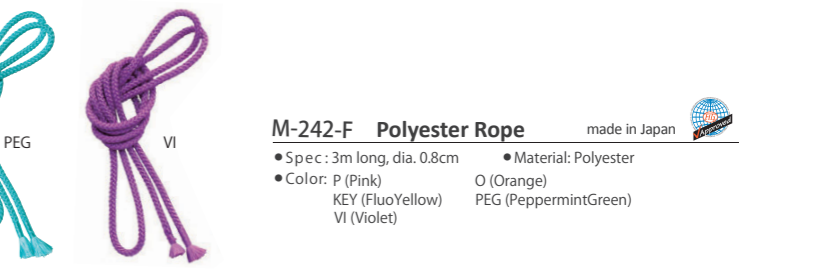 PEG
VI
M-242-F Polyester Rope made in Japan
Approved
●Spec : 3m long, dia. 0.8cm ●Material: Polyester
●Color: P (Pink) O (Orange)
KEY (FluoYellow) PEG (PeppermintGreen)
VI (Violet)